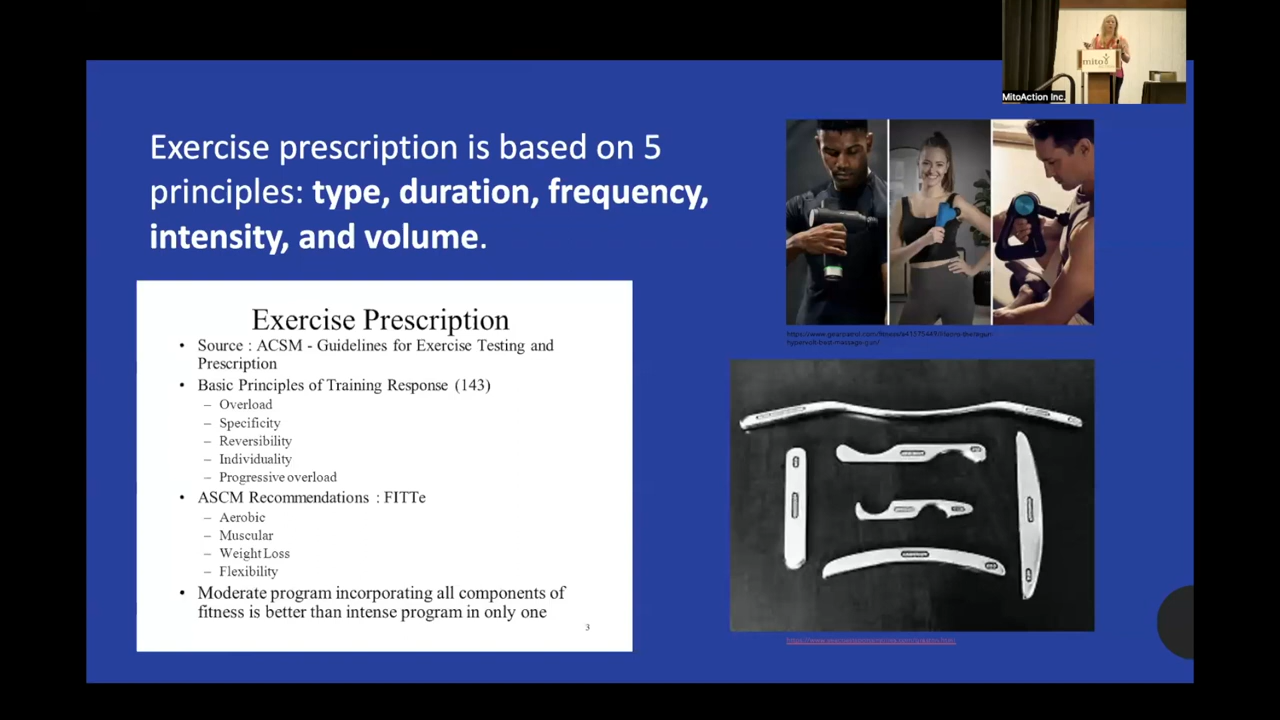 MitoAction Inc.
mito
Exercise prescription is based on 5
principles: type, duration, frequency,
intensity, and volume.
Exercise Prescription
• Source : ACSM - Guidelines for Exercise Testing and
Prescription
• Basic Principles of Training Response (143)
– Overload
– Specificity
– Reversibility
– Individuality
– Progressive overload
• ASCM Recommendations : FITTe
– Aerobic
– Muscular
– Weight Loss
– Flexibility
• Moderate program incorporating all components of
fitness is better than intense program in only one
3